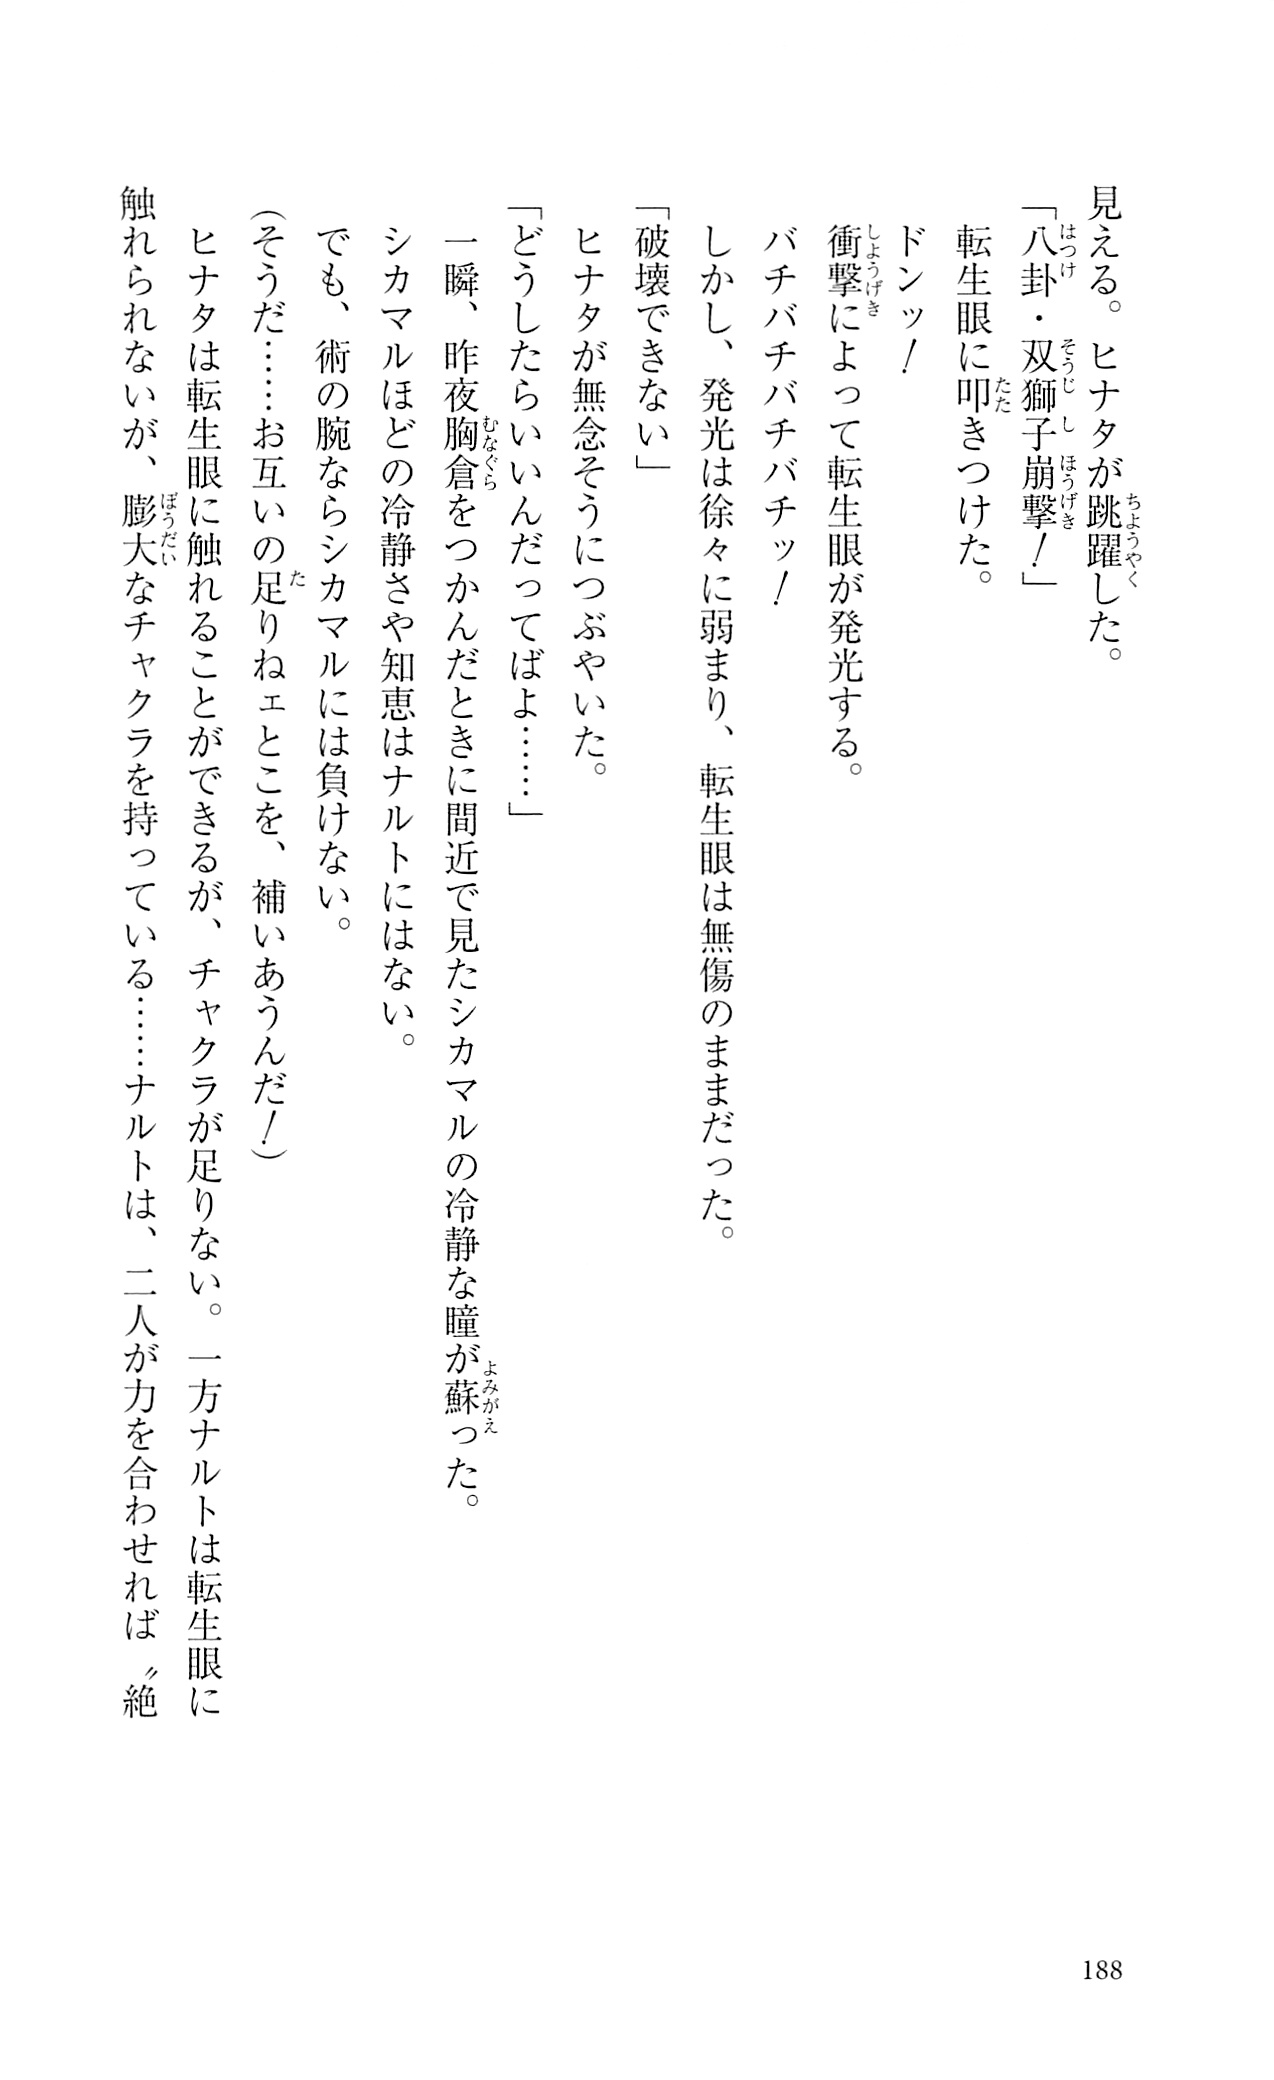 見える。ヒナタが跳躍した。
「八卦・双獅子崩撃！」
転生眼に叩きつけた。
ドンッ！
衝撃によって転生眼が発光する。
バチバチバチバチッ！
しかし、発光は徐々に弱まり、転生眼は無傷のままだった。
「破壊できない」
ヒナタが無念そうにつぶやいた。
「どうしたらいいんだってばよ……」
一瞬、昨夜胸倉をつかんだときに間近で見たシカマルの冷静な瞳が蘇った。
シカマルほどの冷静さや知恵はナルトにはない。
でも、術の腕ならシカマルには負けない。
（そうだ……お互いの足りねェとこを、補いあうんだ！）
ヒナタは転生眼に触れることができるが、チャクラが足りない。一方ナルトは転生眼に
触れられないが、膨大なチャクラを持っている……ナルトは、二人が力を合わせれば〝絶
188